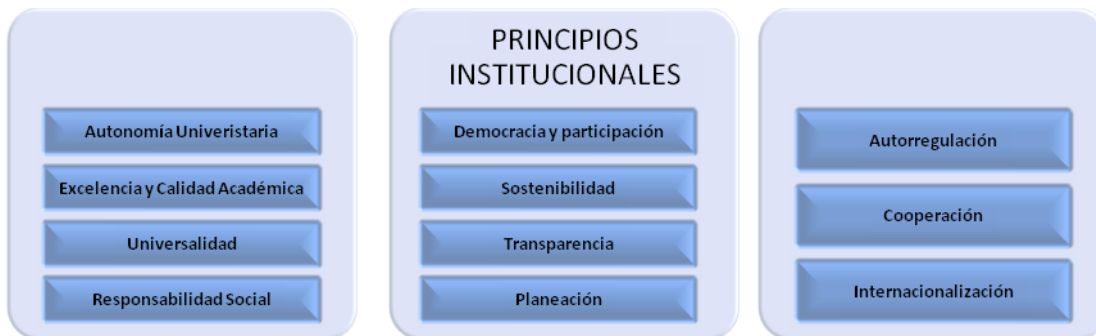 PRINCIPIOS
INSTITUCIONALES
Autonomía Univeristaria
Excelencia y Calidad Académica
Universalidad
Responsabilidad Social
Democracia y participación
Sostenibilidad
Transparencia
Planeación
Autorregulación
Cooperación
Internacionalización